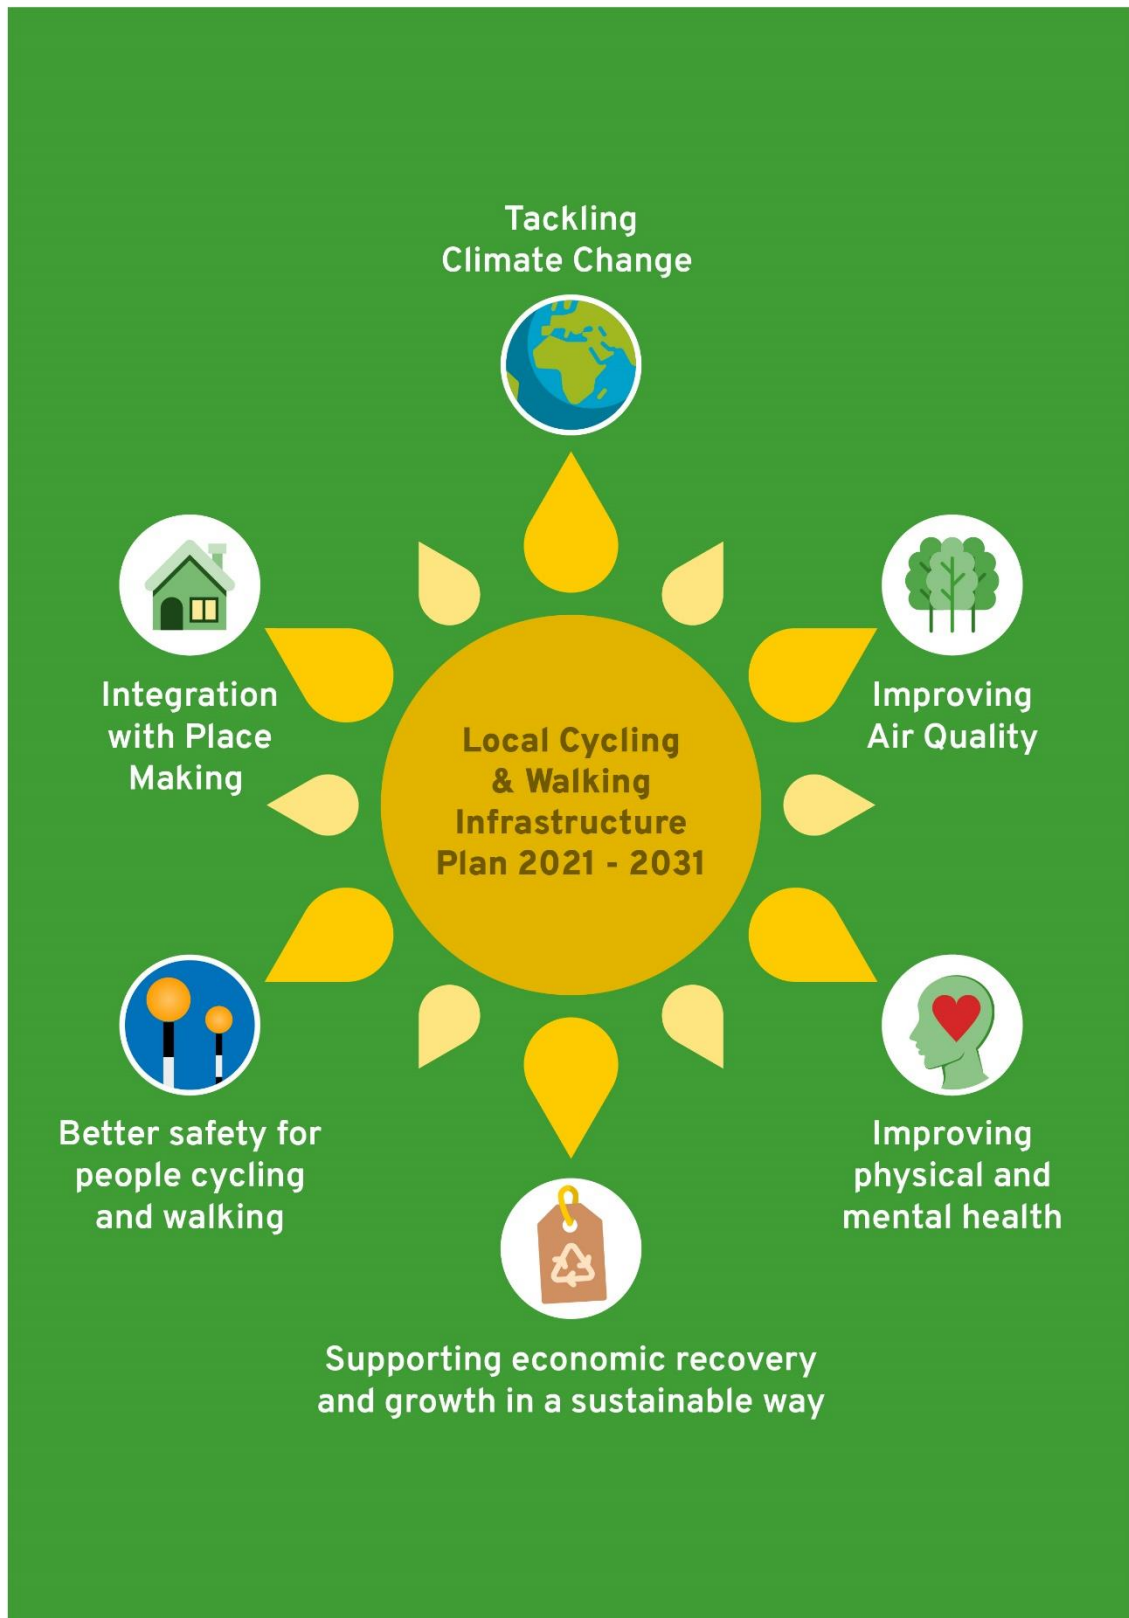 Tackling
Climate Change
Integration
with Place
Making
Improving
Air Quality
Local Cycling
& Walking
Infrastructure
Plan 2021 - 2031
Better safety for
people cycling
and walking
Improving
physical and
mental health
Supporting economic recovery
and growth in a sustainable way